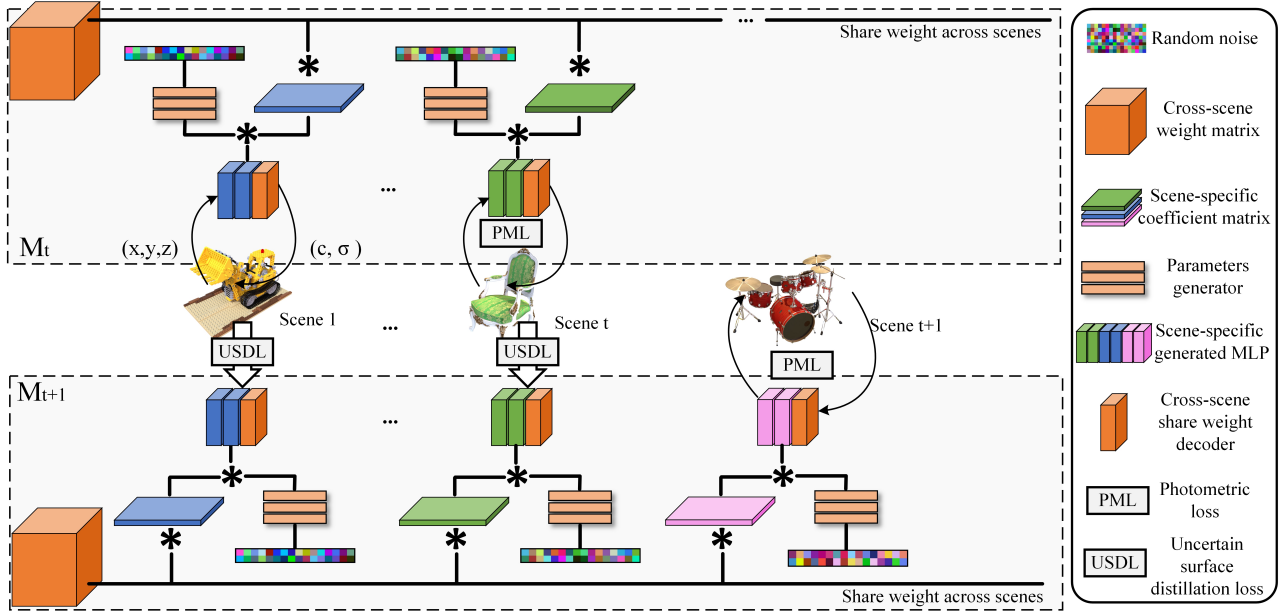 ...
Share weight across scenes
...
PML
M_t
(x,y,z)
(c, σ )
Scene 1
...
Scene t
Scene t+1
USDL
USDL
PML
M_t+1
...
Share weight across scenes
Random noise
Cross-scene
weight matrix
Scene-specific
coefficient matrix
Parameters
generator
Scene-specific
generated MLP
Cross-scene
share weight
decoder
PML
Photometric
loss
USDL
Uncertain
surface
distillation loss